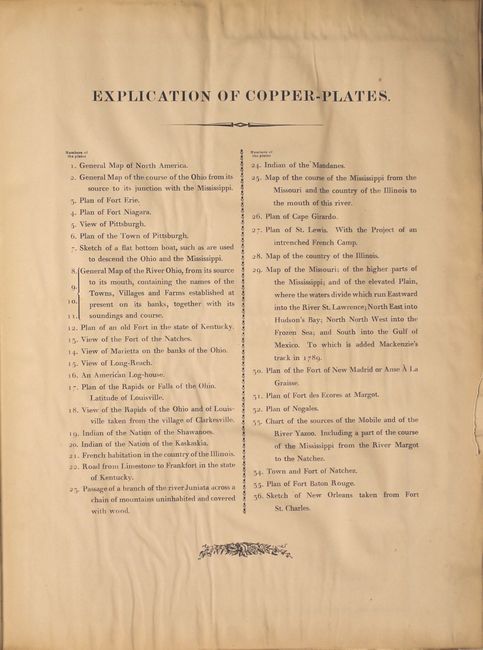 EXPLICATION OF COPPER-PLATES.
Numbers of
the plates
1. General Map of North America.
2. General Map of the course of the Ohio from its
source to its junction with the Mississippi.
3. Plan of Fort Erie.
4. Plan of Fort Niagara.
5. View of Pittsburgh.
6. Plan of the Town of Pittsburgh.
7. Sketch of a flat bottom boat, such as are used
to descend the Ohio and the Mississippi.
8. General Map of the River Ohio, from its source
to its mouth, containing the names of the
9. Towns, Villages and Farms established at
10. present on its banks, together with its
11. soundings and course.
12. Plan of an old Fort in the state of Kentucky.
13. View of the Fort of the Natches.
14. View of Marietta on the banks of the Ohio.
15. View of Long-Reach.
16. An American Log-house.
17. Plan of the Rapids or Falls of the Ohio.
Latitude of Louisville.
18. View of the Rapids of the Ohio and of Louis-
ville taken from the village of Clarkesville.
19. Indian of the Nation of the Shawanoes.
20. Indian of the Nation of the Kaskaskia.
21. French habitation in the country of the Illinois.
22. Road from Limestone to Frankfort in the state
of Kentucky.
23. Passage of a branch of the river Juniata across a
chain of mountains uninhabited and covered
with wood.
Numbers of
the plates
24. Indian of the Mandanes.
25. Map of the course of the Mississippi from the
Missouri and the country of the Illinois to
the mouth of this river.
26. Plan of Cape Girardo.
27. Plan of St. Lewis. With the Project of an
intrenched French Camp.
28. Map of the country of the Illinois.
29. Map of the Missouri; of the higher parts of
the Mississippi; and of the elevated Plain,
where the waters divide which run Eastward
into the River St. Lawrence; North East into
Hudson's Bay; North North West into the
Frozen Sea; and South into the Gulf of
Mexico. To which is added Mackenzie's
track in 1789.
30. Plan of the Fort of New Madrid or Anse À La
Graisse.
31. Plan of Fort des Ecores at Margot.
32. Plan of Nogales.
33. Chart of the sources of the Mobile and of the
River Yazoo. Including a part of the course
of the Mississippi from the River Margot
to the Natchez.
34. Town and Fort of Natchez.
35. Plan of Fort Baton Rouge.
36. Sketch of New Orleans taken from Fort
St. Charles.